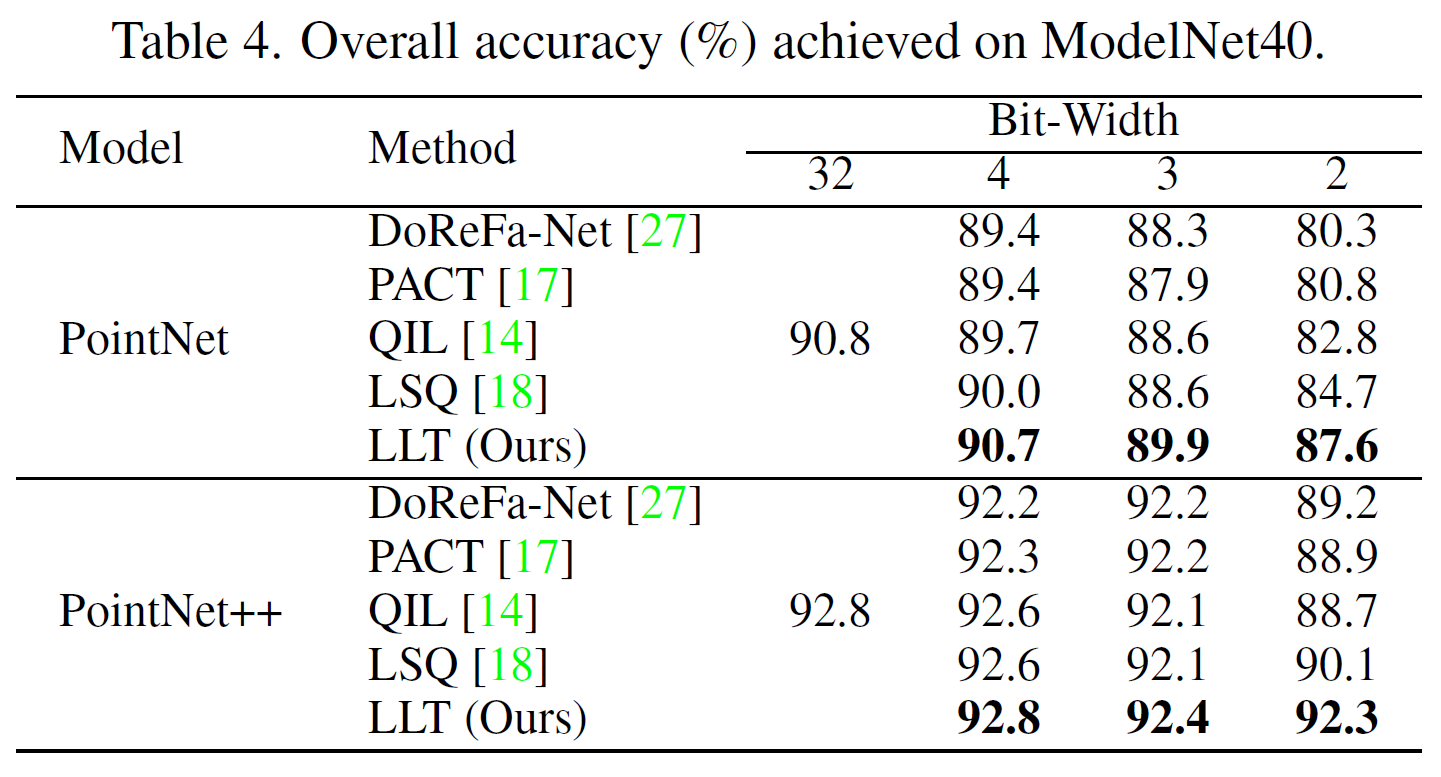 Table 4. Overall accuracy (%) achieved on ModelNet40.
Model Method Bit-Width
32 4 3 2
DoReFa-Net [27] 89.4 88.3 80.3
PACT [17] 89.4 87.9 80.8
PointNet QIL [14] 90.8 89.7 88.6 82.8
LSQ [18] 90.0 88.6 84.7
LLT (Ours) 90.7 89.9 87.6
DoReFa-Net [27] 92.2 92.2 89.2
PACT [17] 92.3 92.2 88.9
PointNet++ QIL [14] 92.8 92.6 92.1 88.7
LSQ [18] 92.6 92.1 90.1
LLT (Ours) 92.8 92.4 92.3